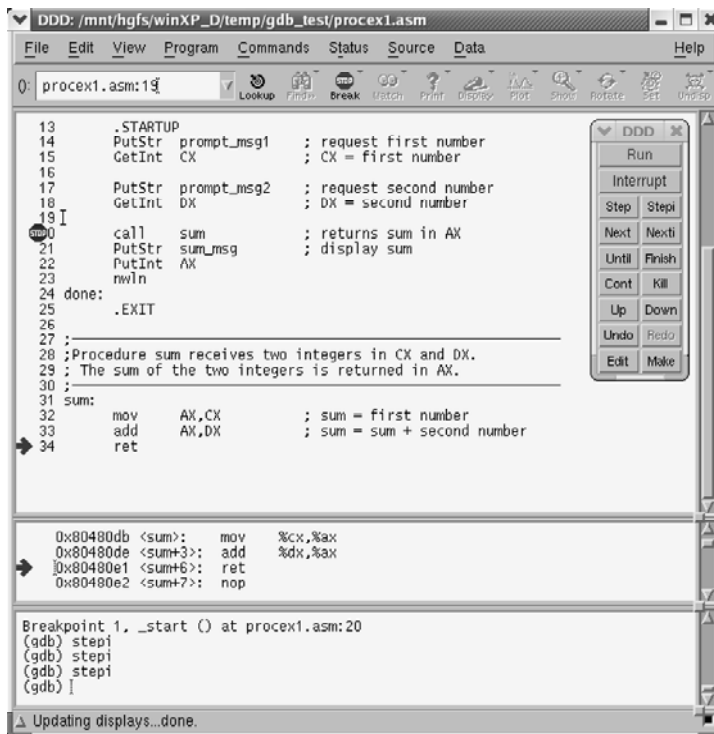 DDD: /mnt/hgfs/winXP_D/temp/gdb_test/procex1.asm
File Edit View Program Commands Status Source Data Help
(): procex1.asm:19
Lookup Find» Break Watch Print Display Plot Show Rotate Set Undisp
13 .STARTUP
14 PutStr prompt_msg1 ; request first number
15 GetInt CX ; CX = first number
16
17 PutStr prompt_msg2 ; request second number
18 GetInt DX ; DX = second number
19
STOP 0 call sum ; returns sum in AX
21 PutStr sum_msg ; display sum
22 PutInt AX
23 nwln
24 done:
25 .EXIT
26
27 ;
28 ;Procedure sum receives two integers in CX and DX.
29 ; The sum of the two integers is returned in AX.
30 ;
31 sum:
32 mov AX,CX ; sum = first number
33 add AX,DX ; sum = sum + second number
34 ret
DDD
Run
Interrupt
Step Stepi
Next Nexti
Until Finish
Cont Kill
Up Down
Undo Redo
Edit Make
0x80480db <sum>: mov %cx,%ax
0x80480de <sum+3>: add %dx,%ax
0x80480e1 <sum+6>: ret
0x80480e2 <sum+7>: nop
Breakpoint 1, _start () at procex1.asm:20
(gdb) stepi
(gdb) stepi
(gdb) stepi
(gdb)
Updating displays...done.